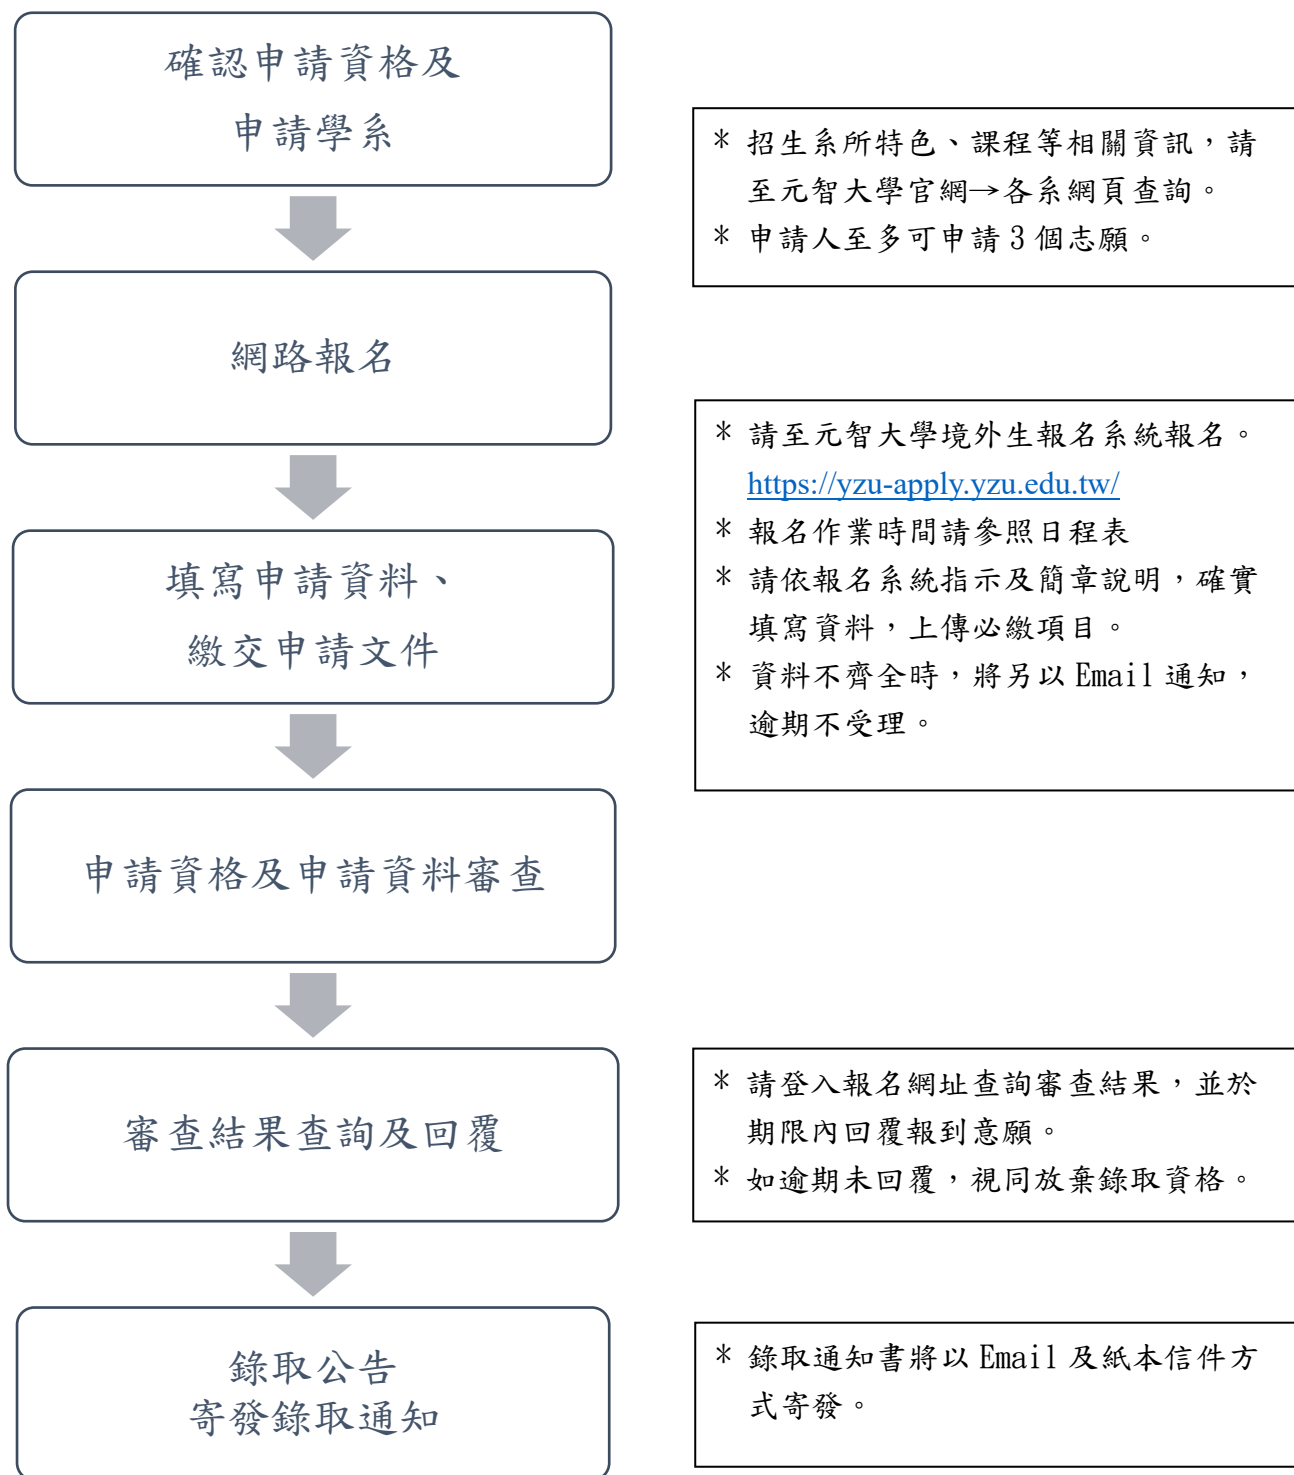 確認申請資格及
申請學系
* 招生系所特色、課程等相關資訊，請
至元智大學官網→各系網頁查詢。
* 申請人至多可申請 3 個志願。
網路報名
* 請至元智大學境外生報名系統報名。
https://yzu-apply.yzu.edu.tw/
* 報名作業時間請參照日程表
* 請依報名系統指示及簡章說明，確實
填寫資料，上傳必繳項目。
* 資料不齊全時，將另以 Email 通知，
逾期不受理。
填寫申請資料、
繳交申請文件
申請資格及申請資料審查
審查結果查詢及回覆
* 請登入報名網址查詢審查結果，並於
期限內回覆報到意願。
* 如逾期未回覆，視同放棄錄取資格。
錄取公告
寄發錄取通知
* 錄取通知書將以 Email 及紙本信件方
式寄發。